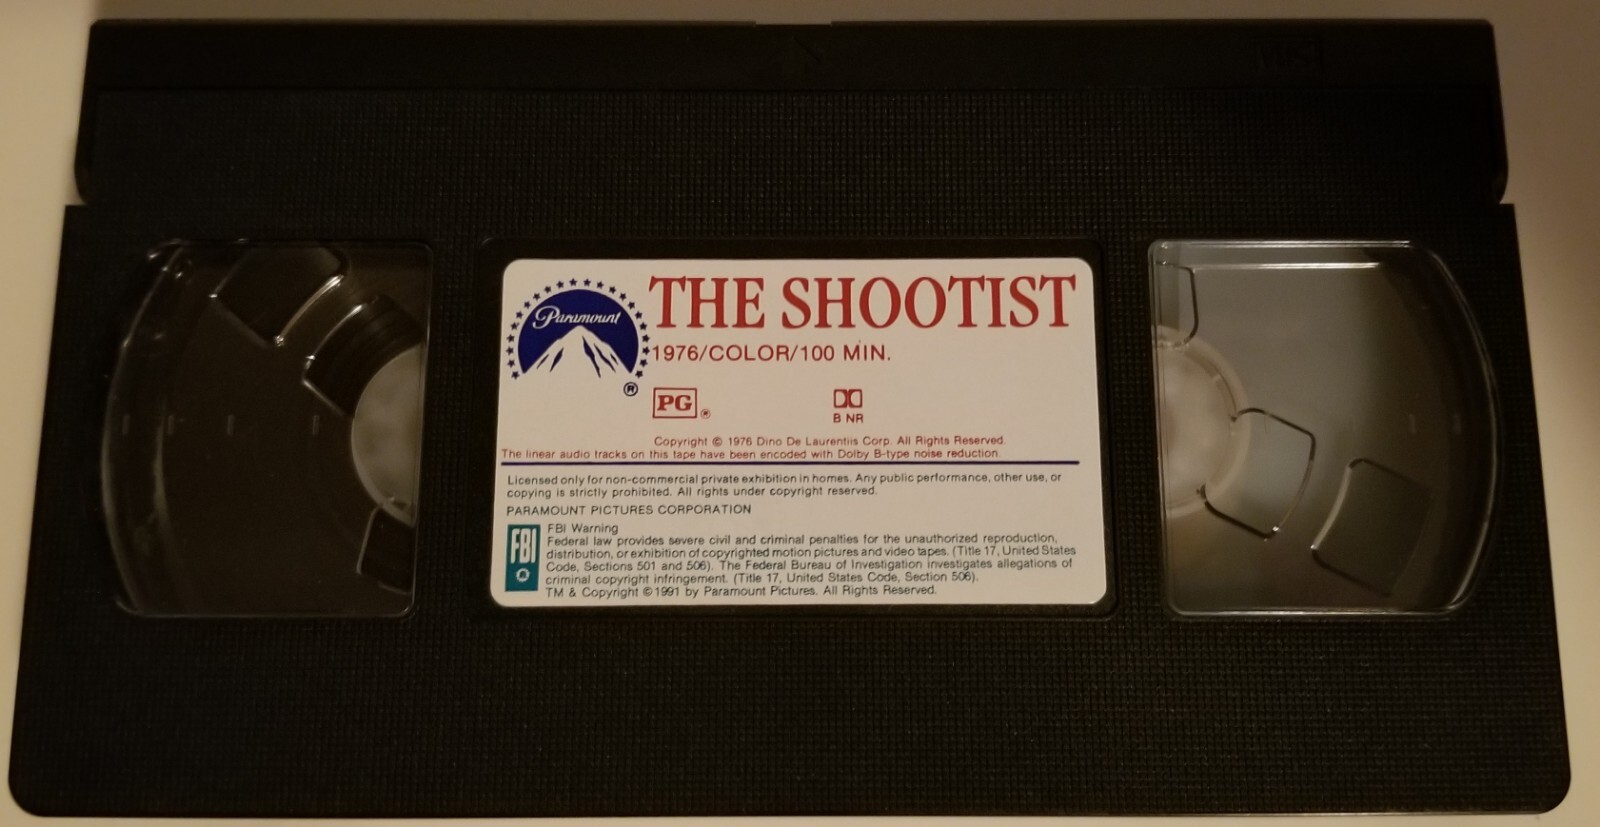 VHS
Paramount
®
THE SHOOTIST
1976/COLOR/100 MIN.
PG ®
B NR
Copyright © 1976 Dino De Laurentiis Corp. All Rights Reserved.
The linear audio tracks on this tape have been encoded with Dolby B-type noise reduction.
Licensed only for non-commercial private exhibition in homes. Any public performance, other use, or
copying is strictly prohibited. All rights under copyright reserved.
PARAMOUNT PICTURES CORPORATION
FBI
FBI Warning
Federal law provides severe civil and criminal penalties for the unauthorized reproduction,
distribution, or exhibition of copyrighted motion pictures and video tapes. (Title 17, United States
Code, Sections 501 and 506). The Federal Bureau of Investigation investigates allegations of
criminal copyright infringement. (Title 17, United States Code, Section 506).
TM & Copyright © 1991 by Paramount Pictures. All Rights Reserved.